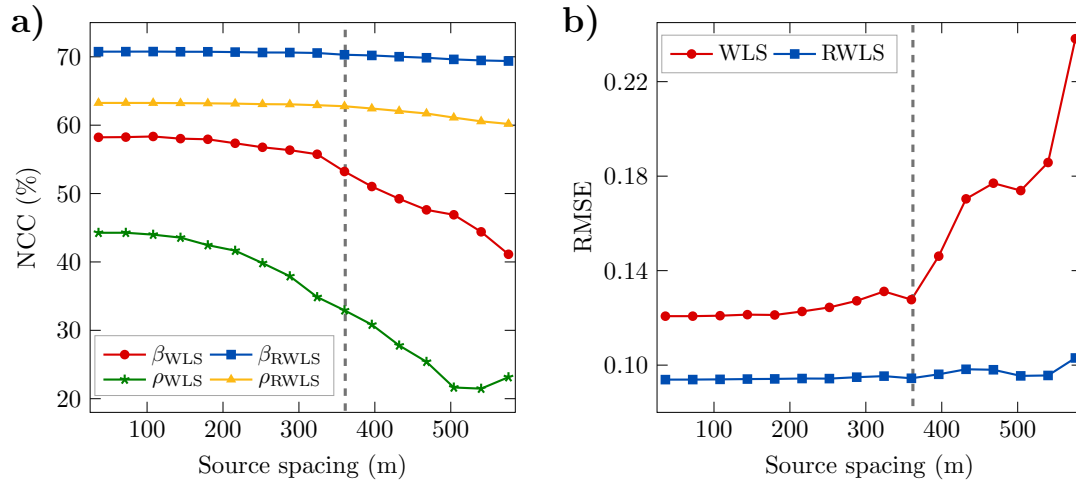 a)
70
60
50
40
30
20
NCC (%)
β_WLS β_RWLS
ρ_WLS ρ_RWLS
100 200 300 400 500
Source spacing (m)
b)
WLS RWLS
0.22
0.18
0.14
0.10
RMSE
100 200 300 400 500
Source spacing (m)